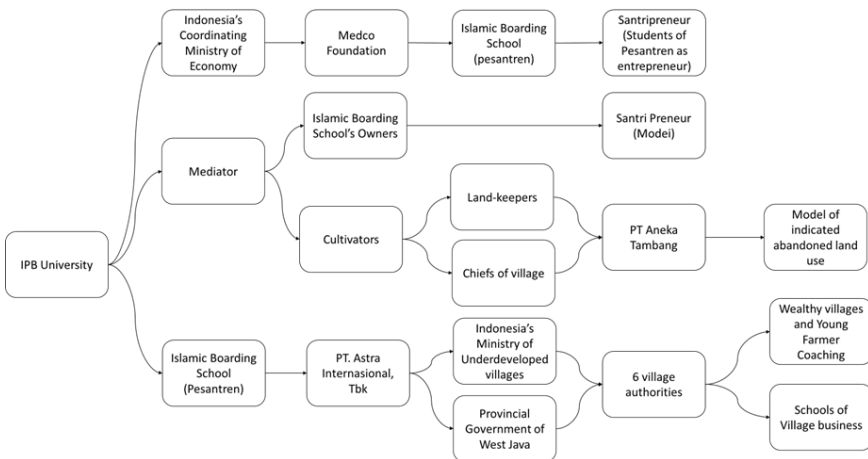 Indonesia's
Coordinating
Ministry of
Economy
Medco
Foundation
Islamic Boarding
School
(pesantren)
Santripreneur
(Students of
Pesantren as
entrepreneur)
Islamic Boarding
School's Owners
Santri Preneur
(Modei)
Mediator
Land-keepers
Cultivators
PT Aneka
Tambang
Model of
indicated
abandoned land
use
Chiefs of village
IPB University
Islamic Boarding
School
(Pesantren)
PT. Astra
Internasional,
Tbk
Indonesia's
Ministry of
Underdeveloped
villages
Provincial
Government of
West Java
6 village
authorities
Wealthy villages
and Young
Farmer
Coaching
Schools of
Village business